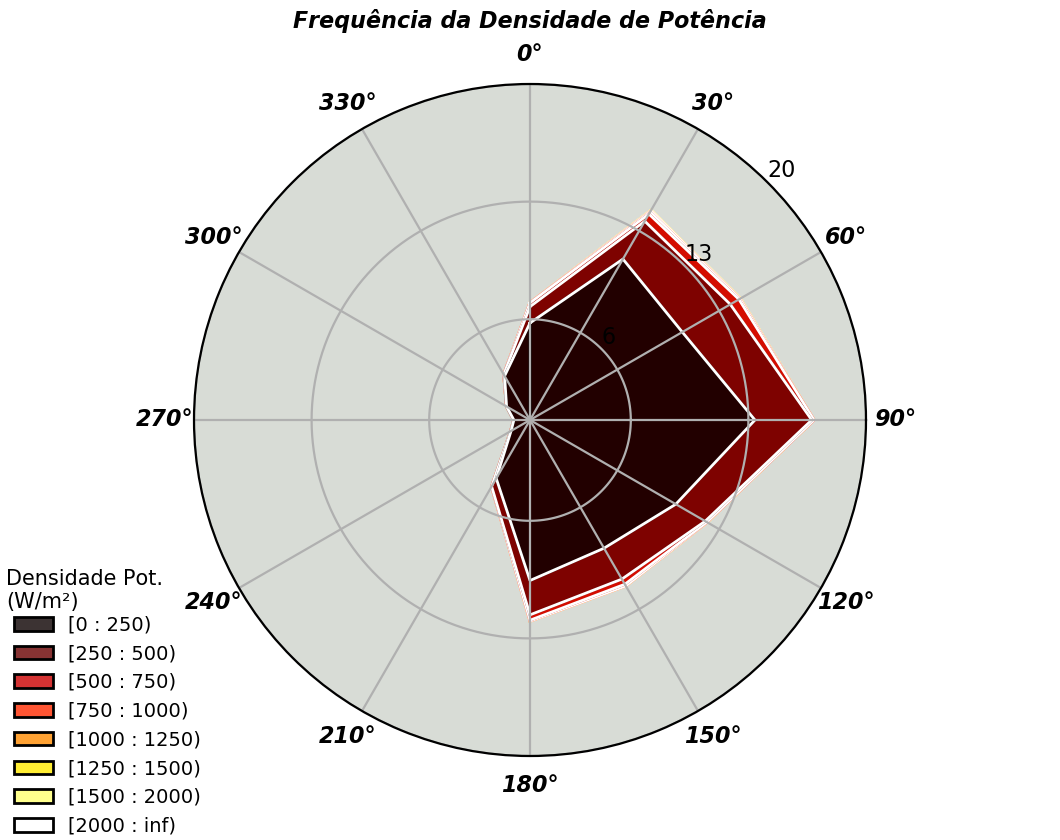 Frequência da Densidade de Potência
0°
330°
30°
20
300°
60°
13
6
270°
90°
240°
120°
210°
150°
180°
Densidade Pot.
(W/m²)
[0 : 250)
[250 : 500)
[500 : 750)
[750 : 1000)
[1000 : 1250)
[1250 : 1500)
[1500 : 2000)
[2000 : inf)